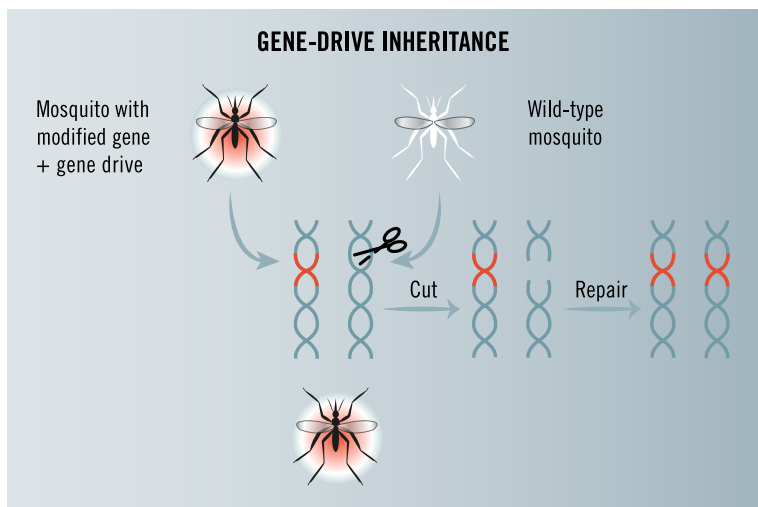 GENE-DRIVE INHERITANCE
Mosquito with
modified gene
+ gene drive
Wild-type
mosquito
Cut
Repair